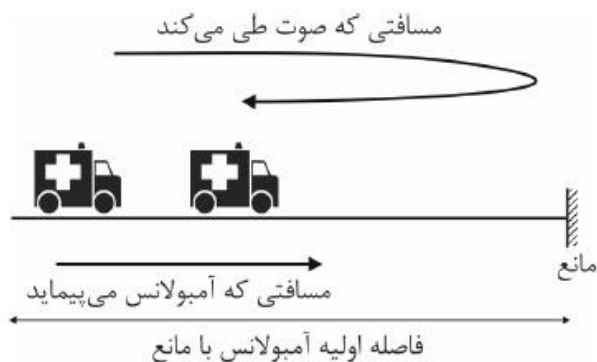 مسافتی که صوت طی می‌کند
مانع
مسافتی که آمبولانس می‌پیماید
فاصله اولیه آمبولانس با مانع